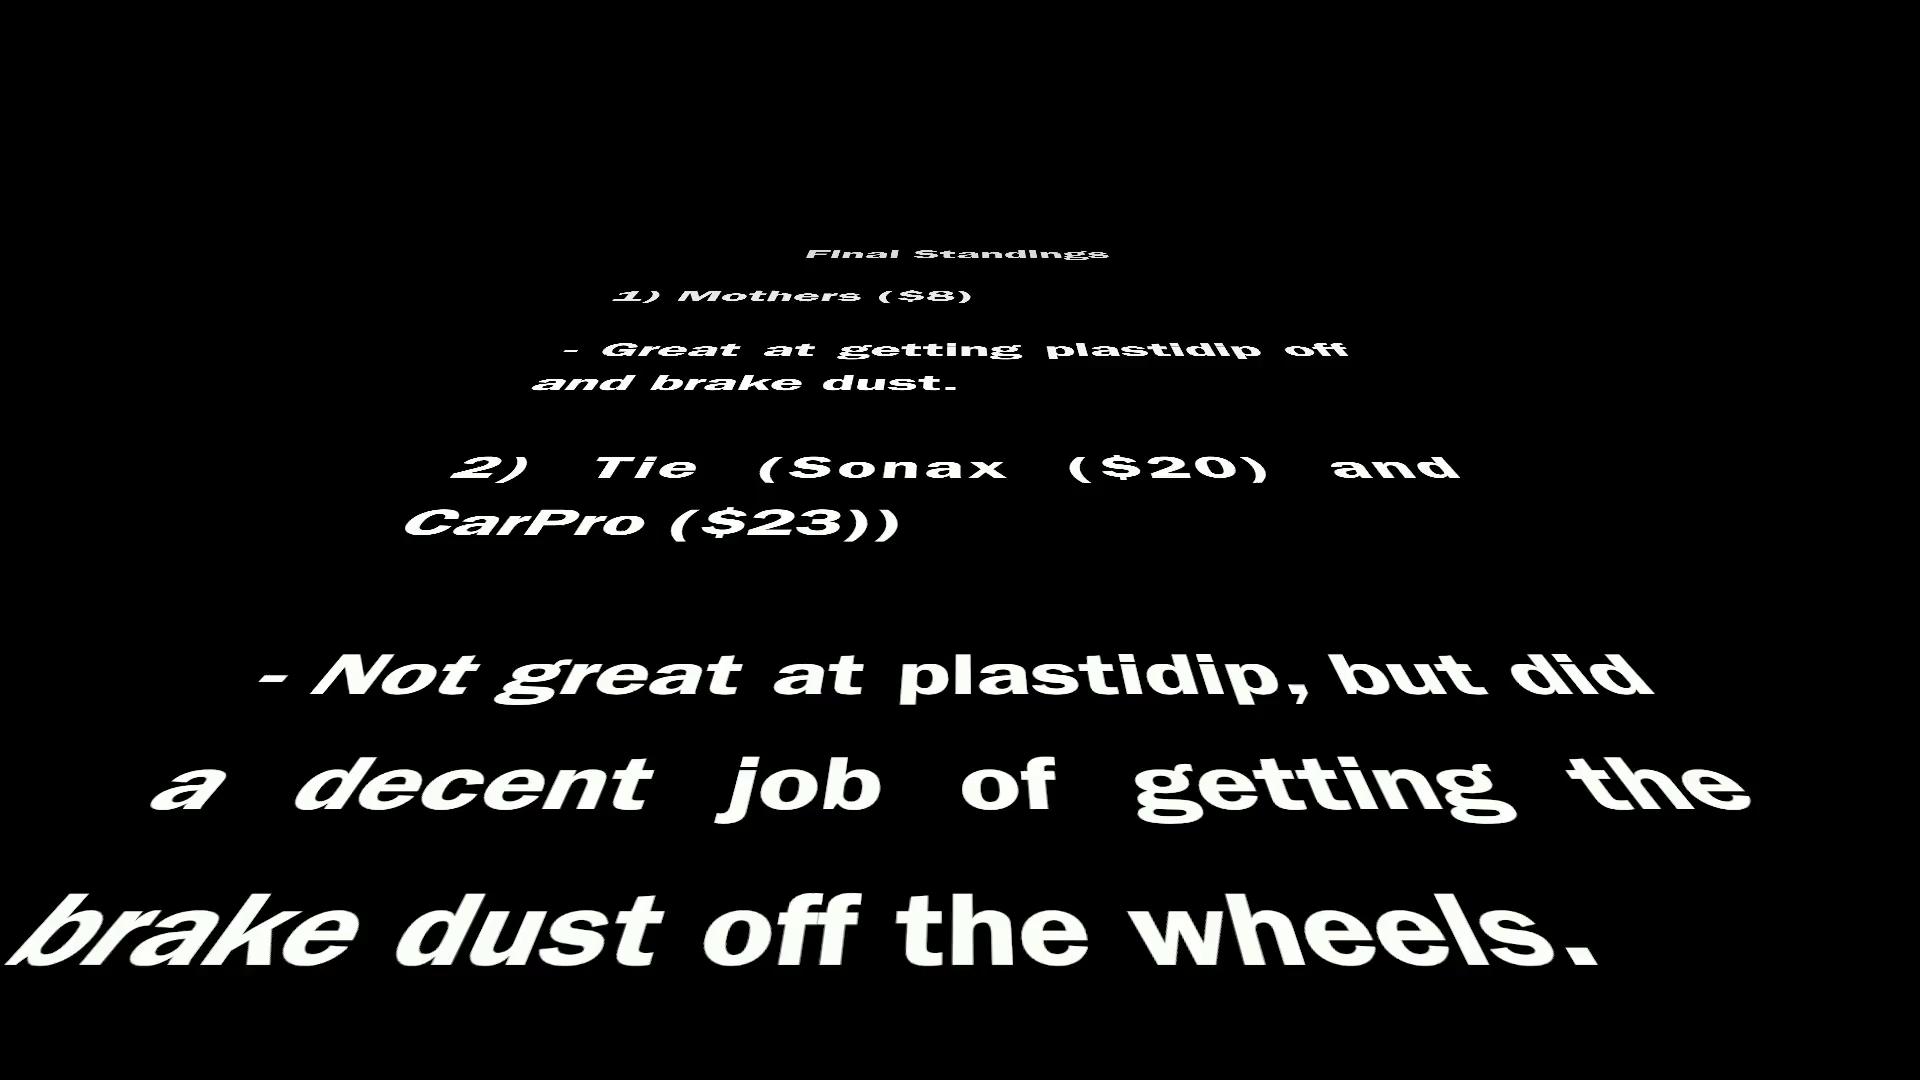 Final Standings
1) Mothers ($8)
- Great at getting plastidip off
and brake dust.
2) Tie (Sonax ($20) and
CarPro ($23))
- Not great at plastidip, but did
a decent job of getting the
brake dust off the wheels.